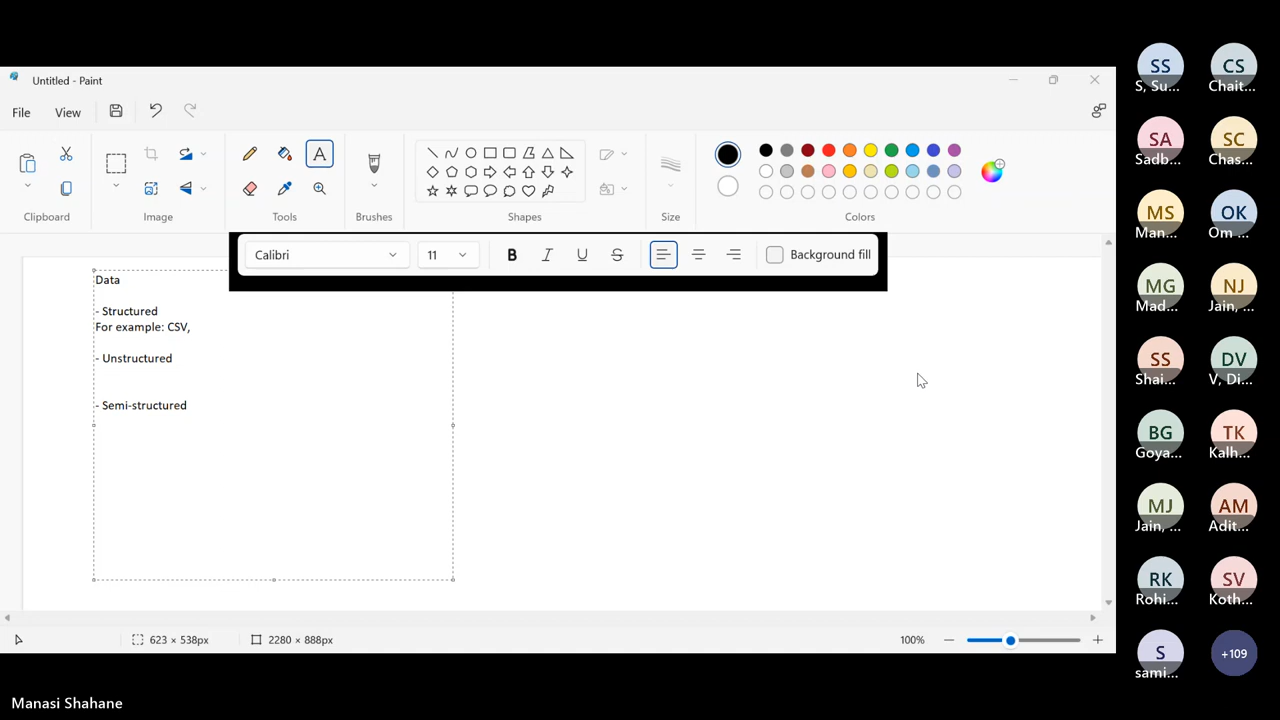 Untitled - Paint
File
View
Clipboard
Image
Tools
Brushes
Shapes
Size
Colors
Calibri
11
B
I
U
S
Background fill
Data
- Structured
For example: CSV,
- Unstructured
- Semi-structured
623 × 538px
2280 × 888px
100%
SS
S, Su...
CS
Chait...
SA
Sadb...
SC
Chas...
MS
Man...
OK
Om ...
MG
Mad...
NJ
Jain, ...
SS
Shai...
DV
V, Di...
BG
Goya...
TK
Kalh...
MJ
Jain, ...
AM
Adit...
RK
Rohi...
SV
Koth...
S
sami...
+109
Manasi Shahane